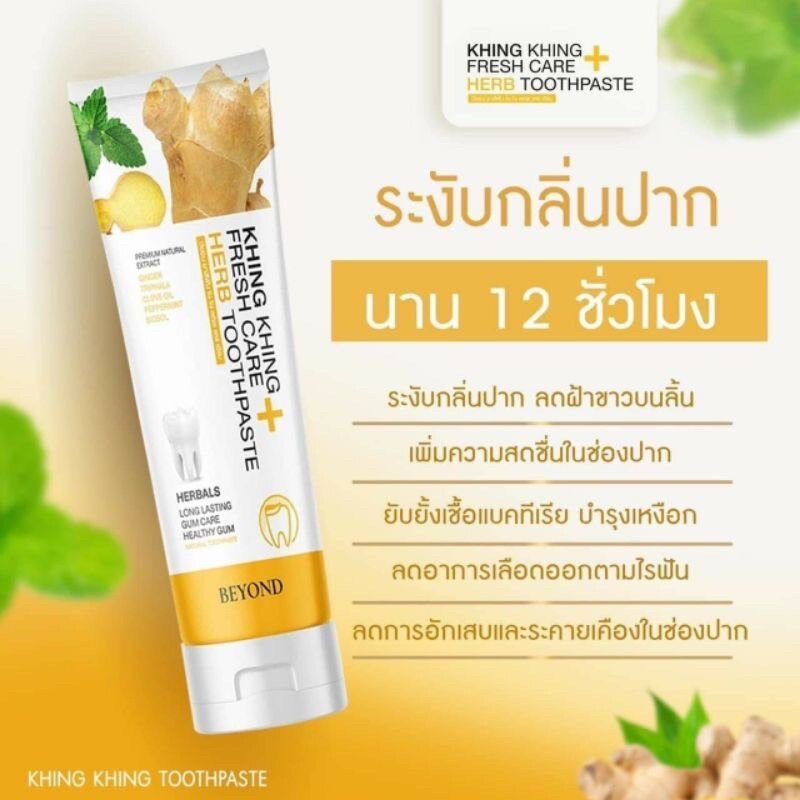 KHING KHING
FRESH CARE +
HERB TOOTHPASTE
ระงับกลิ่นปาก
นาน 12 ชั่วโมง
ระงับกลิ่นปาก ลดฝ้าขาวบนลิ้น
เพิ่มความสดชื่นในช่องปาก
ยับยั้งเชื้อแบคทีเรีย บำรุงเหงือก
ลดอาการเลือดออกตามไรฟัน
ลดการอักเสบและระคายเคืองในช่องปาก
PREMIUM NATURAL
EXTRACT
GINGER
TRIPHALA
CLOVE OIL
PEPPERMINT
BIOSOL
KHING KHING
FRESH CARE +
HERB TOOTHPASTE
HERBALS
LONG LASTING
GUM CARE
HEALTHY GUM
NATURAL TOOTHPASTE
BEYOND
KHING KHING TOOTHPASTE